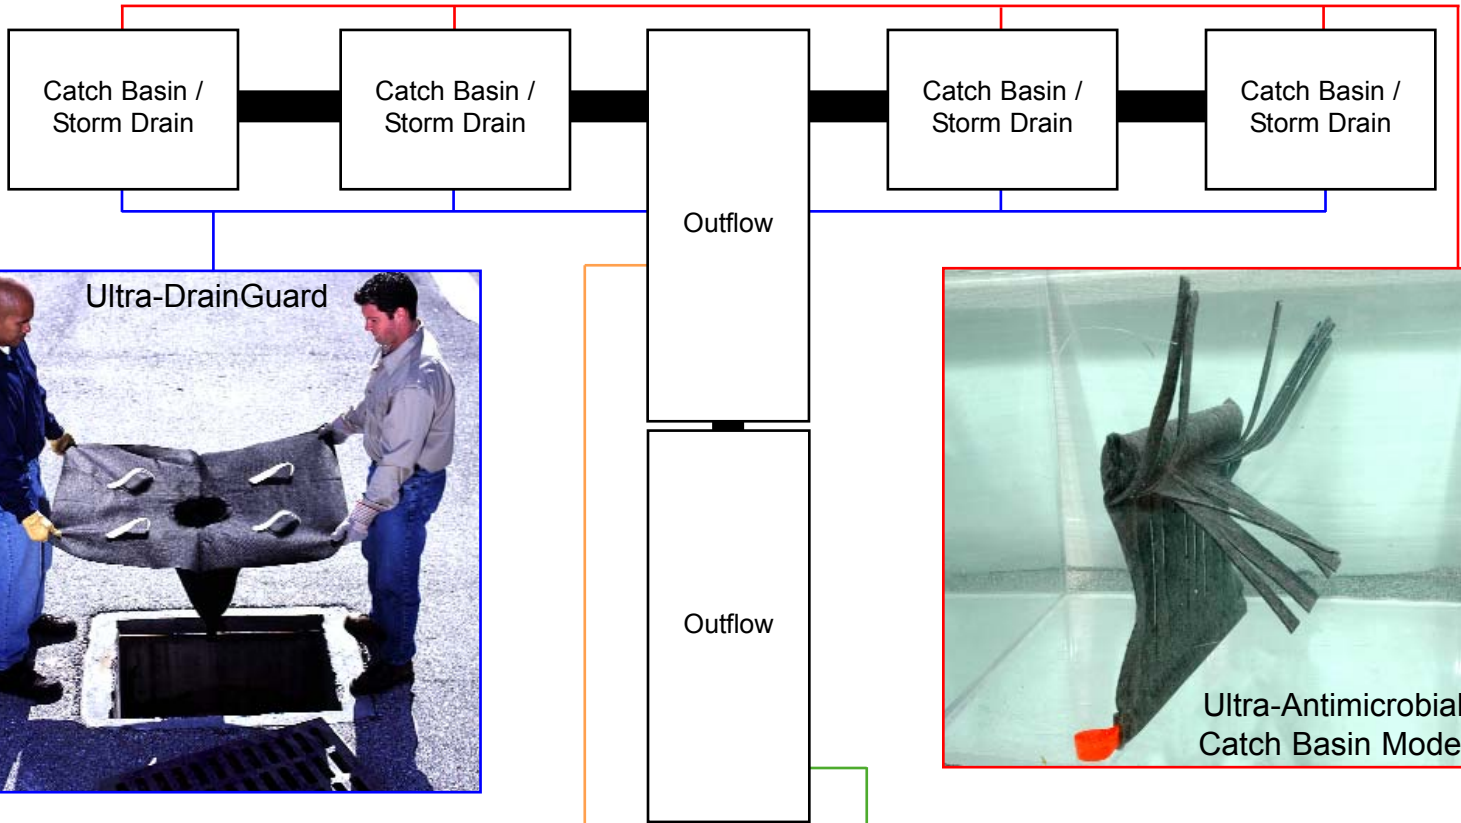 Catch Basin /
Storm Drain
Catch Basin /
Storm Drain
Catch Basin /
Storm Drain
Catch Basin /
Storm Drain
Outflow
Ultra-DrainGuard
Outflow
Ultra-Antimicrobial
Catch Basin Mode